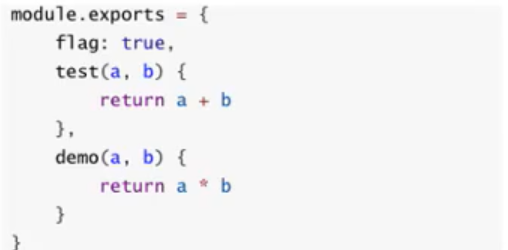 module.exports = {
    flag: true,
    test(a, b) {
        return a + b
    },
    demo(a, b) {
        return a * b
    }
}